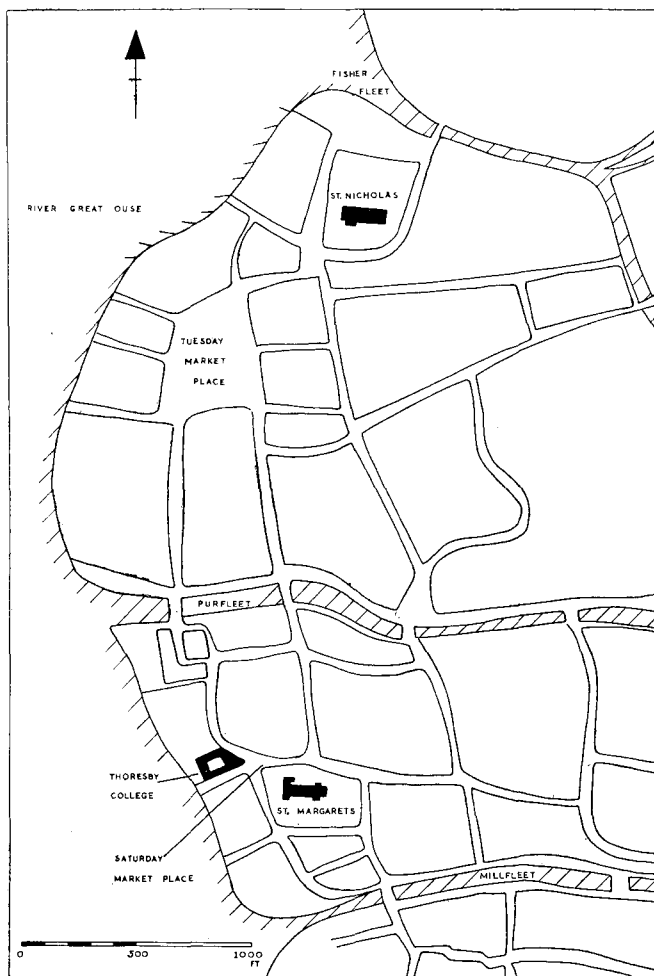 FISHER
FLEET
ST. NICHOLAS
RIVER GREAT OUSE
TUESDAY
MARKET
PLACE
PURFLEET
THORESBY
COLLEGE
ST. MARGARETS
SATURDAY
MARKET PLACE
MILLFLEET
0 500 1000
FT